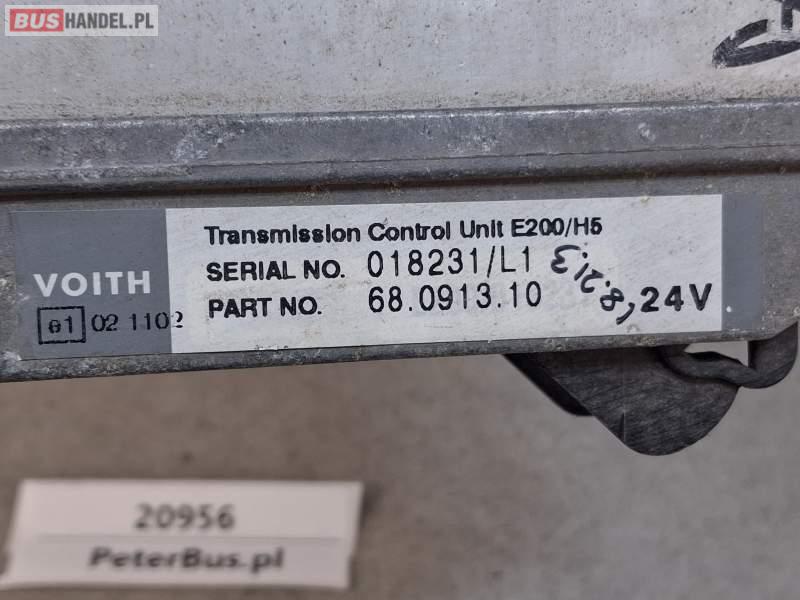 BUSHANDEL.PL
Transmission Control Unit E200/H5
VOITH
SERIAL NO. 018231/L1
PART NO. 68.0913.10 24V
e1 02 1102
20956
PeterBus.pl